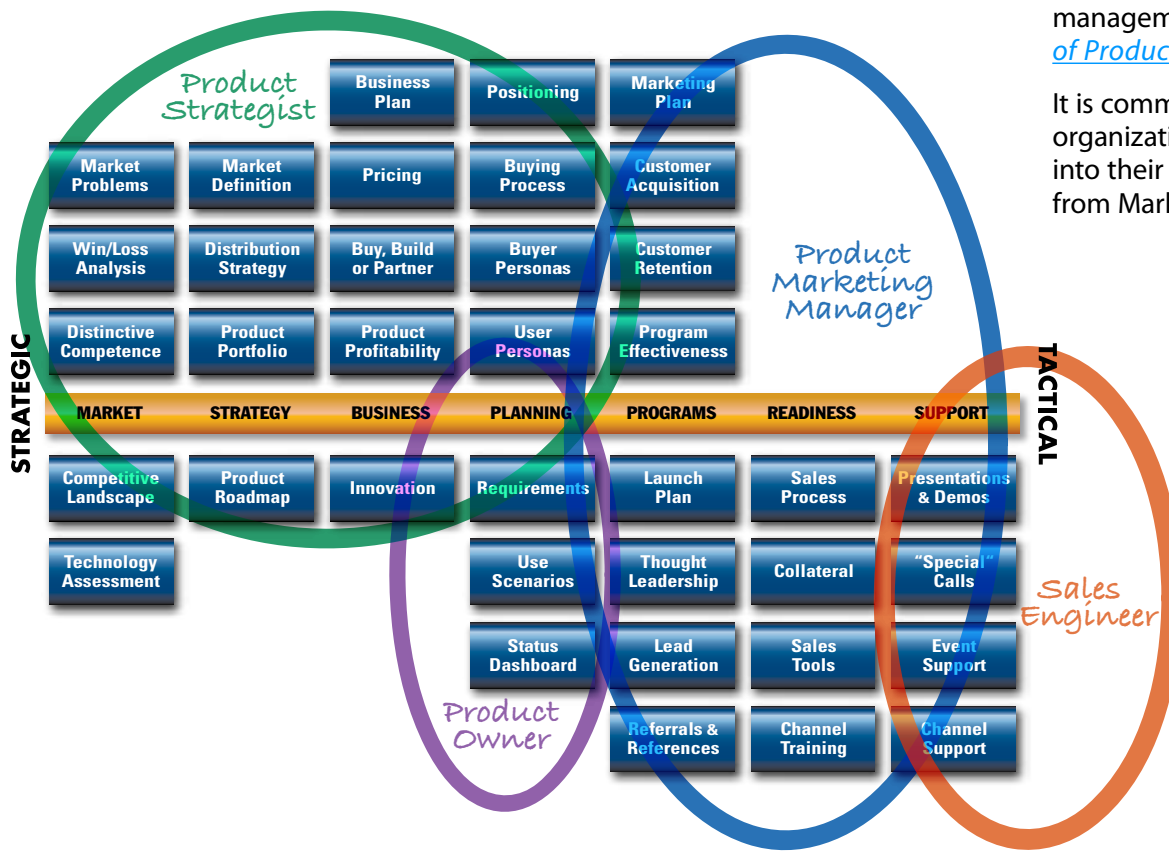 managem
of Produc
It is comm
organizati
into their
from Mark
Product
Strategist
Business
Plan
Positioning
Marketing
Plan
Market
Problems
Market
Definition
Pricing
Buying
Process
Customer
Acquisition
Win/Loss
Analysis
Distribution
Strategy
Buy, Build
or Partner
Buyer
Personas
Customer
Retention
Product
Marketing
Manager
Distinctive
Competence
Product
Portfolio
Product
Profitability
User
Personas
Program
Effectiveness
STRATEGIC
MARKET
STRATEGY
BUSINESS
PLANNING
PROGRAMS
READINESS
SUPPORT
TACTICAL
Competitive
Landscape
Product
Roadmap
Innovation
Requirements
Launch
Plan
Sales
Process
Presentations
& Demos
Technology
Assessment
Use
Scenarios
Thought
Leadership
Collateral
“Special”
Calls
Sales
Engineer
Status
Dashboard
Lead
Generation
Sales
Tools
Event
Support
Product
Owner
Referrals &
References
Channel
Training
Channel
Support